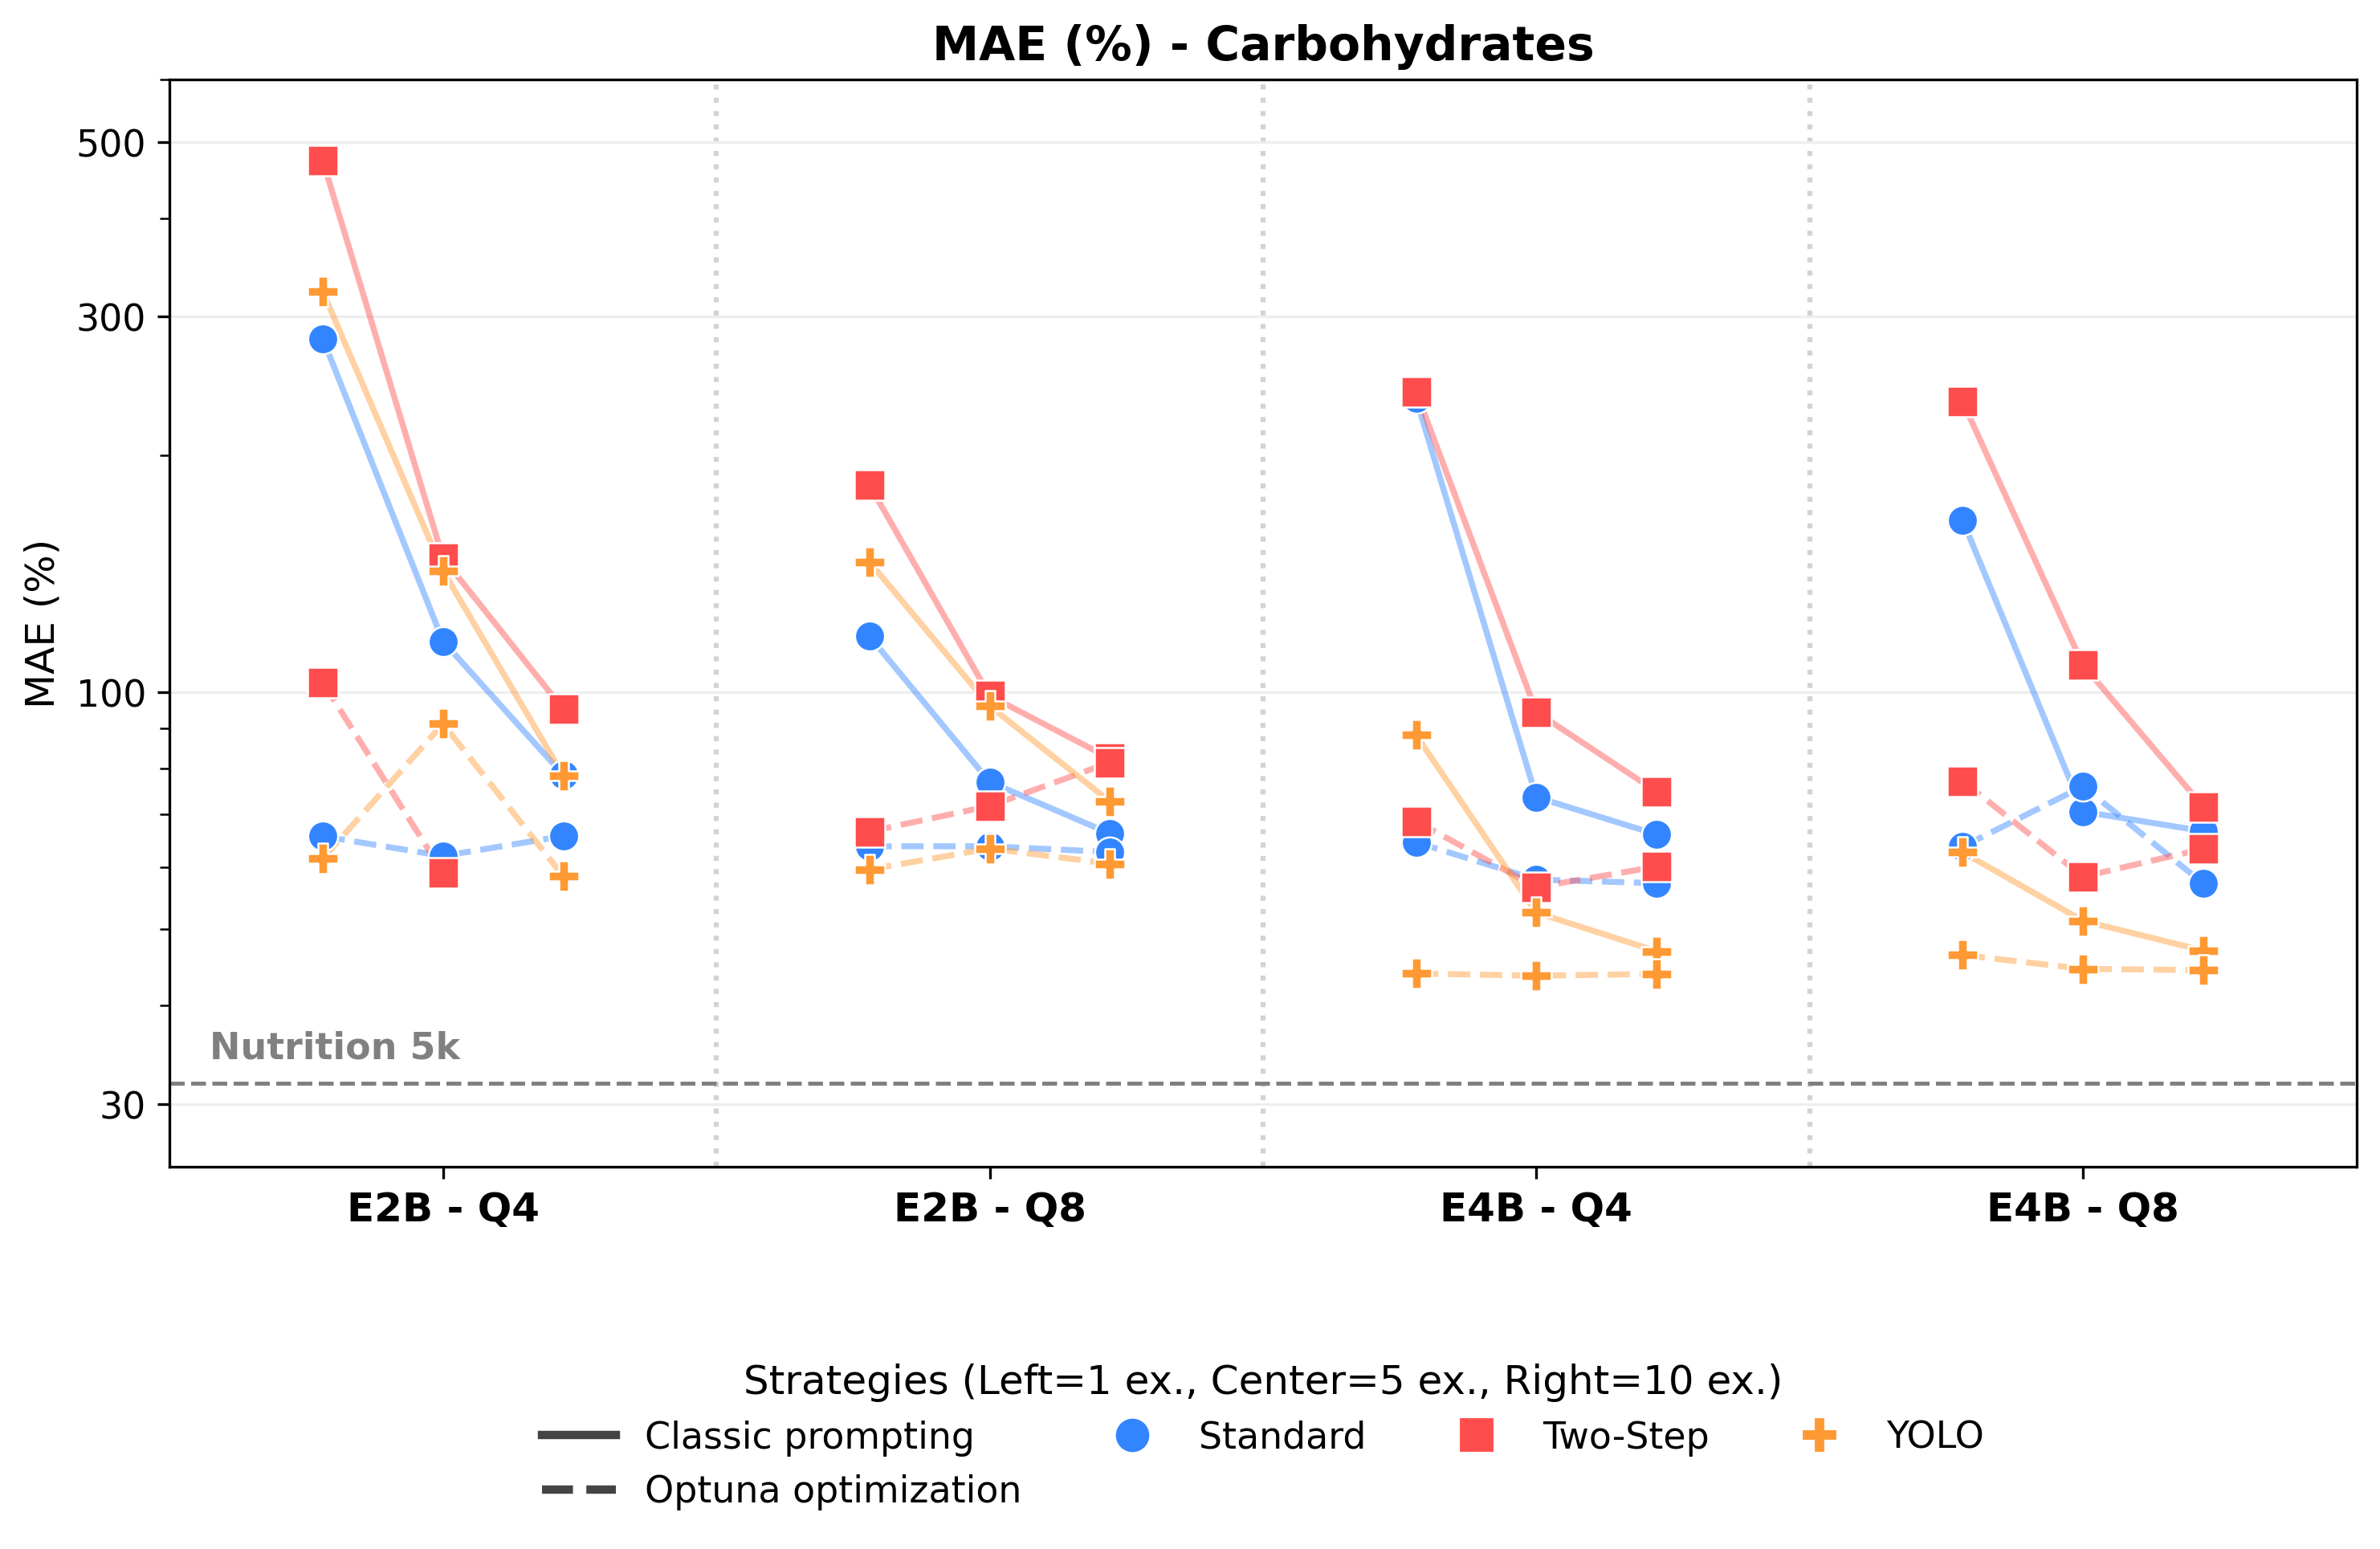 MAE (%) - Carbohydrates
MAE (%)
500
300
100
30
Nutrition 5k
E2B - Q4
E2B - Q8
E4B - Q4
E4B - Q8
Strategies (Left=1 ex., Center=5 ex., Right=10 ex.)
Classic prompting
Optuna optimization
Standard
Two-Step
YOLO